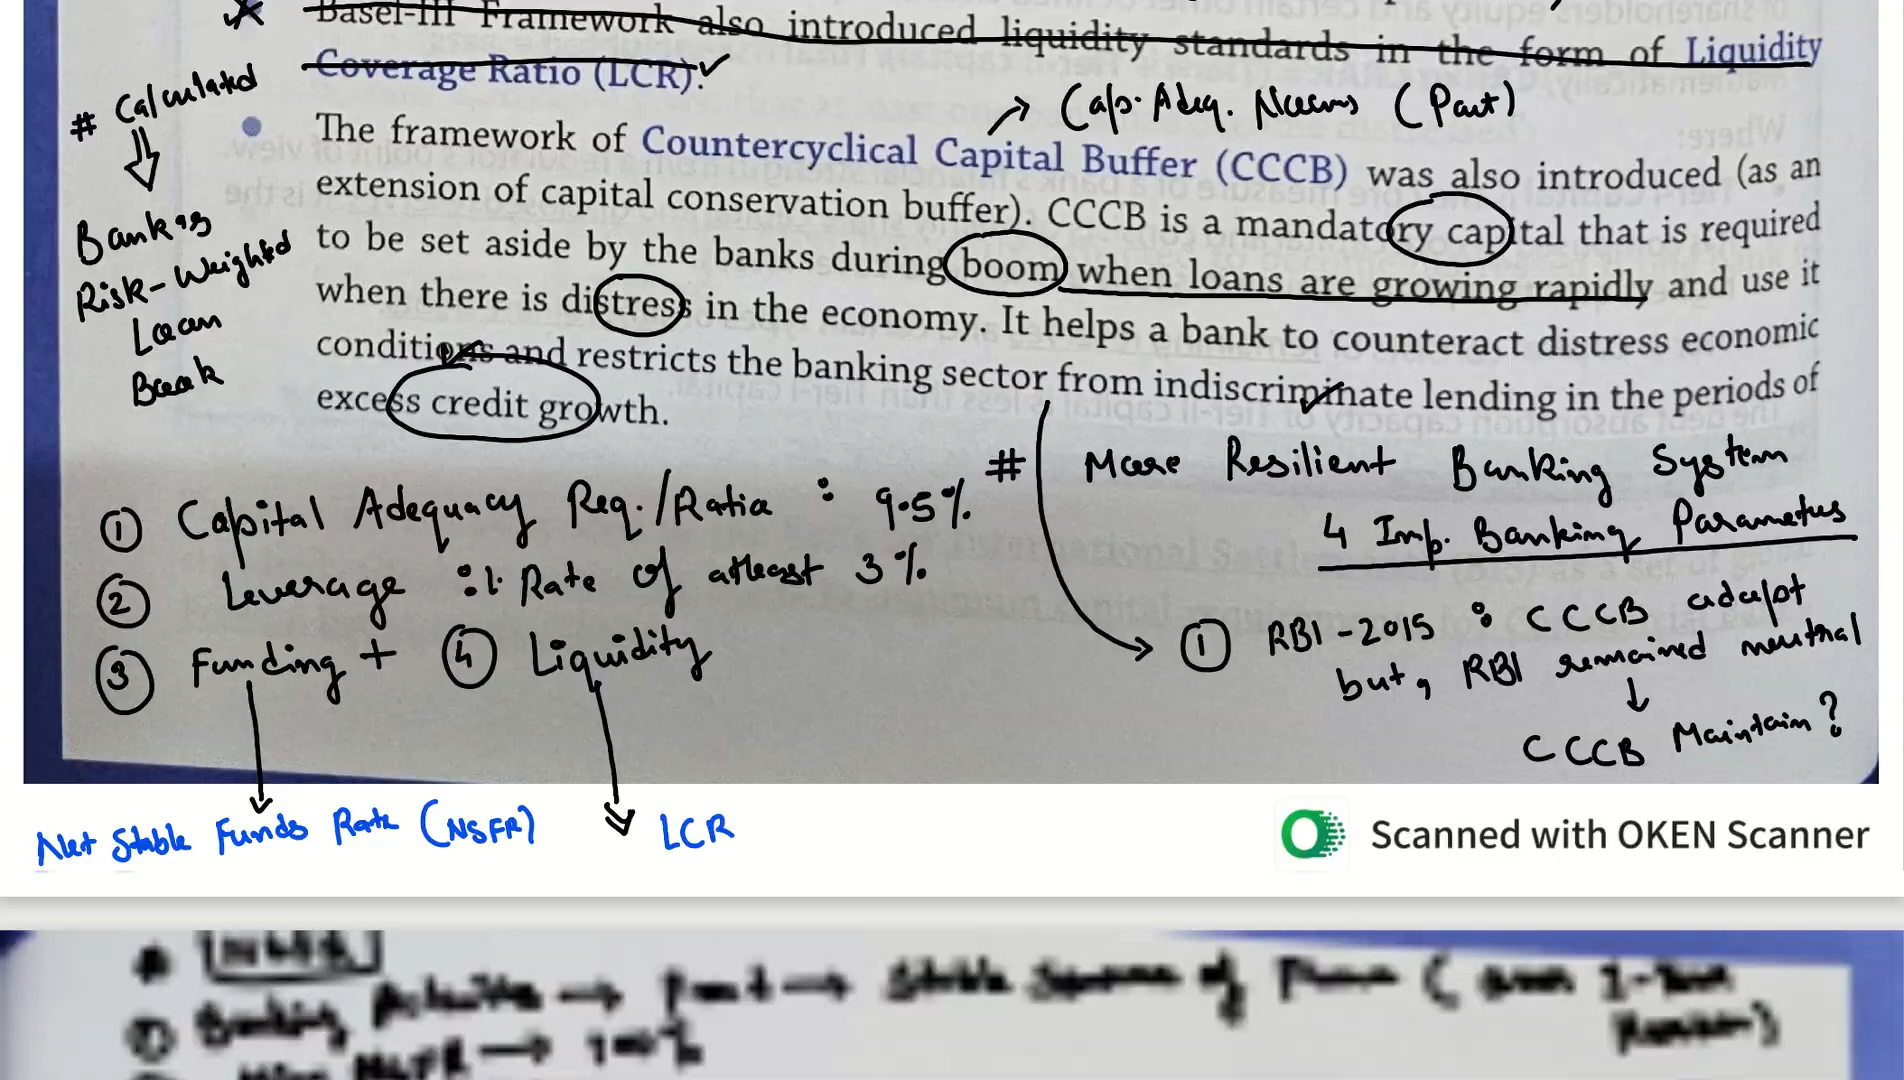 Basel-III Framework also introduced liquidity standards in the form of Liquidity
Coverage Ratio (LCR).
# Calculated
Bank's
Risk-Weighted
Loan
Book
→ Cap. Adeq. Norms (Part)
The framework of Countercyclical Capital Buffer (CCCB) was also introduced (as an
extension of capital conservation buffer). CCCB is a mandatory capital that is required
to be set aside by the banks during boom when loans are growing rapidly and use it
when there is distress in the economy. It helps a bank to counteract distress economic
conditions and restricts the banking sector from indiscriminate lending in the periods of
excess credit growth.
① Capital Adequacy Req./Ratio : 9.5%
② Leverage : Rate of atleast 3%
③ Funding + ④ Liquidity
Net Stable Funds Rate (NSFR)
LCR
# More Resilient Banking System
4 Imp. Banking Parameters
① RBI-2015 : CCCB adapt
but, RBI remained neutral
CCCB Maintain?
Scanned with OKEN Scanner
Banking → → Stable of
→ 100%